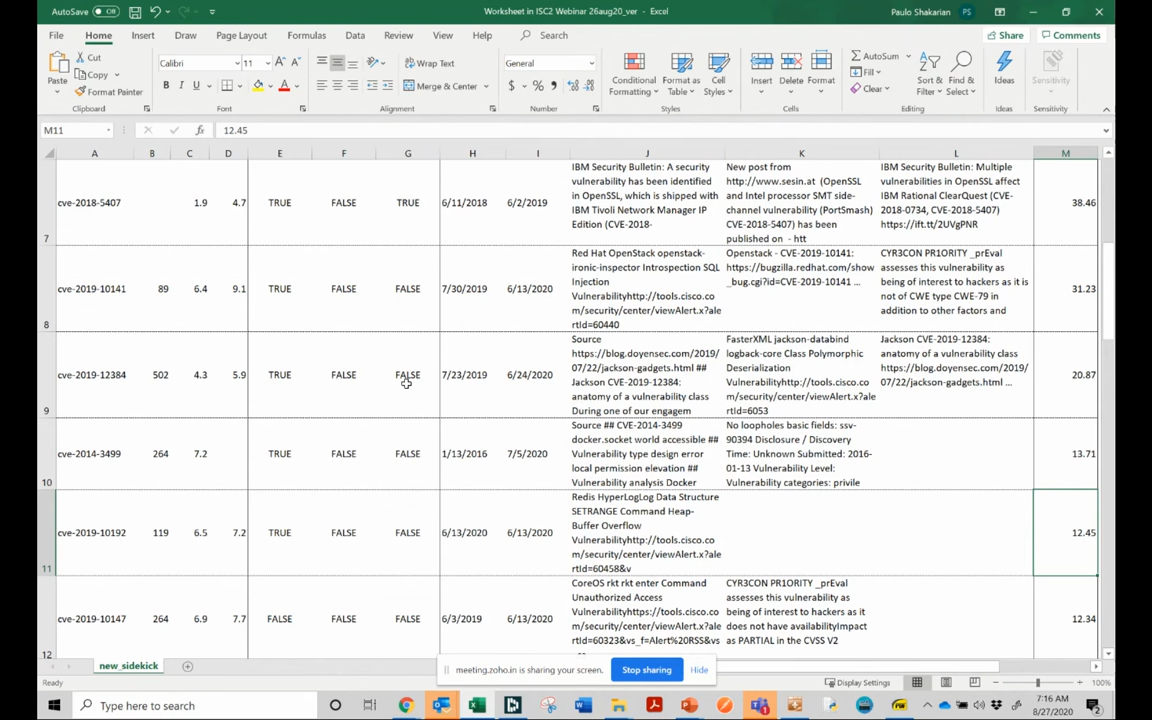 AutoSave Off
Worksheet in ISC2 Webinar 26aug20_ver - Excel
Paulo Shakarian PS
File Home Insert Draw Page Layout Formulas Data Review View Help Search
Share Comments
Paste
Cut
Copy
Format Painter
Clipboard
Calibri 11
B I U
Font
Wrap Text
Merge & Center
Alignment
General
$ % ,
Number
Conditional Formatting
Format as Table
Cell Styles
Styles
Insert Delete Format
Cells
AutoSum
Fill
Clear
Sort & Filter
Find & Select
Editing
Ideas
Ideas
Sensitivity
Sensitivity
M11 fx 12.45
A B C D E F G H I J K L M
7
cve-2018-5407 1.9 4.7 TRUE FALSE TRUE 6/11/2018 6/2/2019
IBM Security Bulletin: A security
vulnerability has been identified
in OpenSSL, which is shipped with
IBM Tivoli Network Manager IP
Edition (CVE-2018-
New post from
http://www.sesin.at (OpenSSL
and Intel processor SMT side-
channel vulnerability (PortSmash)
(CVE-2018-5407) has been
published on - htt
IBM Security Bulletin: Multiple
vulnerabilities in OpenSSL affect
IBM Rational ClearQuest (CVE-
2018-0734, CVE-2018-5407)
https://ift.tt/2UVgPNR
38.46
8
cve-2019-10141 89 6.4 9.1 TRUE FALSE FALSE 7/30/2019 6/13/2020
Red Hat OpenStack openstack-
ironic-inspector Introspection SQL
Injection
Vulnerabilityhttp://tools.cisco.co
m/security/center/viewAlert.x?ale
rtId=60440
Openstack - CVE-2019-10141:
https://bugzilla.redhat.com/show
_bug.cgi?id=CVE-2019-10141 ...
CYR3CON PR1ORITY _prEval
assesses this vulnerability as
being of interest to hackers as it is
not of CWE type CWE-79 in
addition to other factors and
31.23
9
cve-2019-12384 502 4.3 5.9 TRUE FALSE FALSE 7/23/2019 6/24/2020
Source
https://blog.doyensec.com/2019/
07/22/jackson-gadgets.html ##
Jackson CVE-2019-12384:
anatomy of a vulnerability class
During one of our engagem
FasterXML jackson-databind
logback-core Class Polymorphic
Deserialization
Vulnerabilityhttp://tools.cisco.co
m/security/center/viewAlert.x?ale
rtId=6053
Jackson CVE-2019-12384:
anatomy of a vulnerability class
https://blog.doyensec.com/2019/
07/22/jackson-gadgets.html ...
20.87
10
cve-2014-3499 264 7.2 TRUE FALSE FALSE 1/13/2016 7/5/2020
Source ## CVE-2014-3499
docker.socket world accessible ##
Vulnerability type design error
local permission elevation ##
Vulnerability analysis Docker
No loopholes basic fields: ssv-
90394 Disclosure / Discovery
Time: Unknown Submitted: 2016-
01-13 Vulnerability Level:
Vulnerability categories: privile
13.71
11
cve-2019-10192 119 6.5 7.2 TRUE FALSE FALSE 6/13/2020 6/13/2020
Redis HyperLogLog Data Structure
SETRANGE Command Heap-
Buffer Overflow
Vulnerabilityhttp://tools.cisco.co
m/security/center/viewAlert.x?ale
rtId=60458&v
12.45
12
cve-2019-10147 264 6.9 7.7 FALSE FALSE FALSE 6/3/2019 6/13/2020
CoreOS rkt rkt enter Command
Unauthorized Access
Vulnerabilityhttps://tools.cisco.co
m/security/center/viewAlert.x?ale
rtId=60323&vs_f=Alert%20RSS&vs
CYR3CON PR1ORITY _prEval
assesses this vulnerability as
being of interest to hackers as it
does not have availabilityImpact
as PARTIAL in the CVSS V2
12.34
new_sidekick
meeting.zoho.in is sharing your screen. Stop sharing Hide
Ready
Display Settings 100%
Type here to search
7:16 AM
8/27/2020